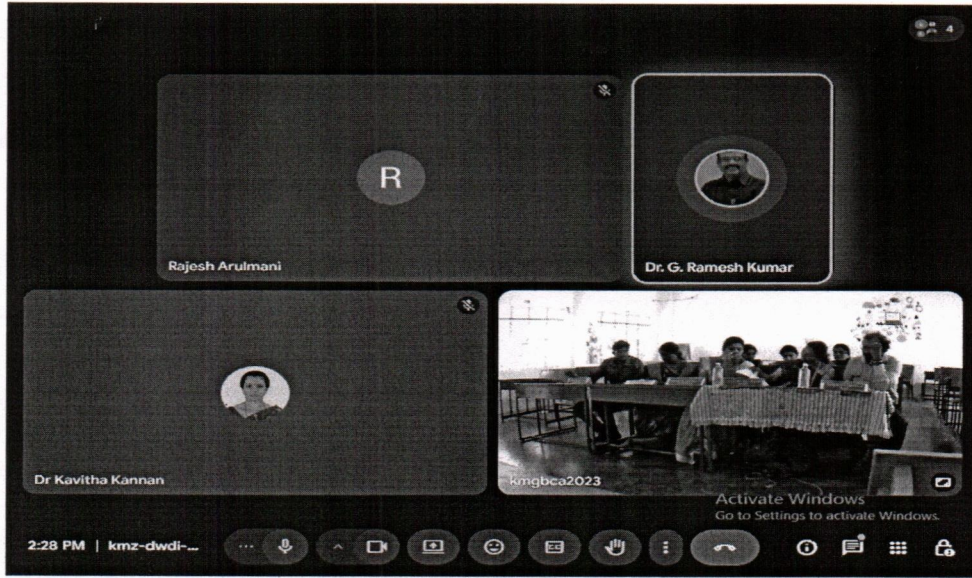 4
R
Rajesh Arulmani
Dr. G. Ramesh Kumar
Dr Kavitha Kannan
kmgbca2023
Activate Windows
Go to Settings to activate Windows.
2:28 PM | kmz-dwdi-...
CC